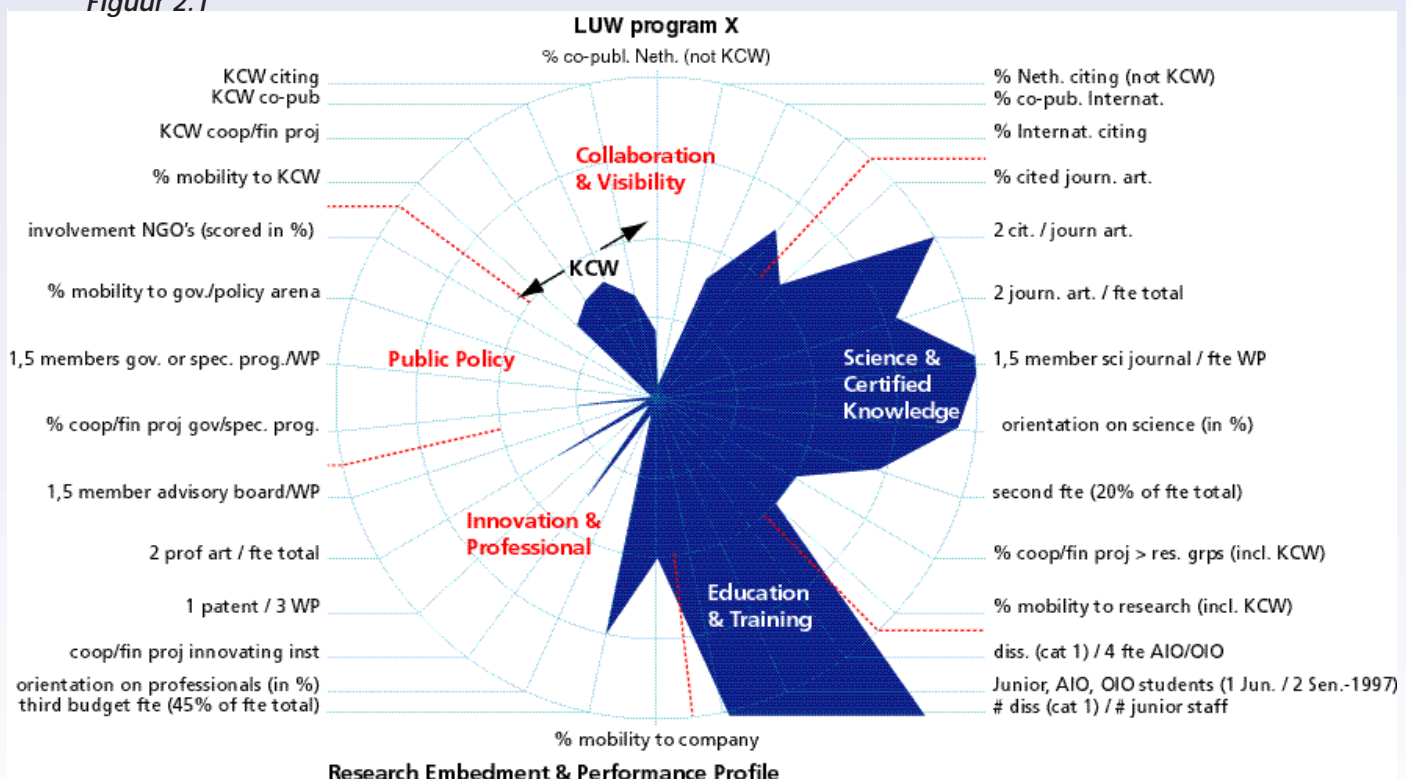 Figuur 2.1
LUW program X
% co-publ. Neth. (not KCW)
KCW citing
KCW co-pub
KCW coop/fin proj
% mobility to KCW
involvement NGO's (scored in %)
% mobility to gov./policy arena
1,5 members gov. or spec. prog./WP
% coop/fin proj gov/spec. prog.
1,5 member advisory board/WP
2 prof art / fte total
1 patent / 3 WP
coop/fin proj innovating inst
orientation on professionals (in %)
third budget fte (45% of fte total)
Collaboration
& Visibility
KCW
Public Policy
Science &
Certified
Knowledge
Innovation &
Professional
Education
& Training
% Neth. citing (not KCW)
% co-pub. Internat.
% Internat. citing
% cited journ. art.
2 cit. / journ art.
2 journ. art. / fte total
1,5 member sci journal / fte WP
orientation on science (in %)
second fte (20% of fte total)
% coop/fin proj > res. grps (incl. KCW)
% mobility to research (incl. KCW)
diss. (cat 1) / 4 fte AIO/OIO
Junior, AIO, OIO students (1 Jun. / 2 Sen.-1997)
# diss (cat 1) / # junior staff
% mobility to company
Research Embedment & Performance Profile